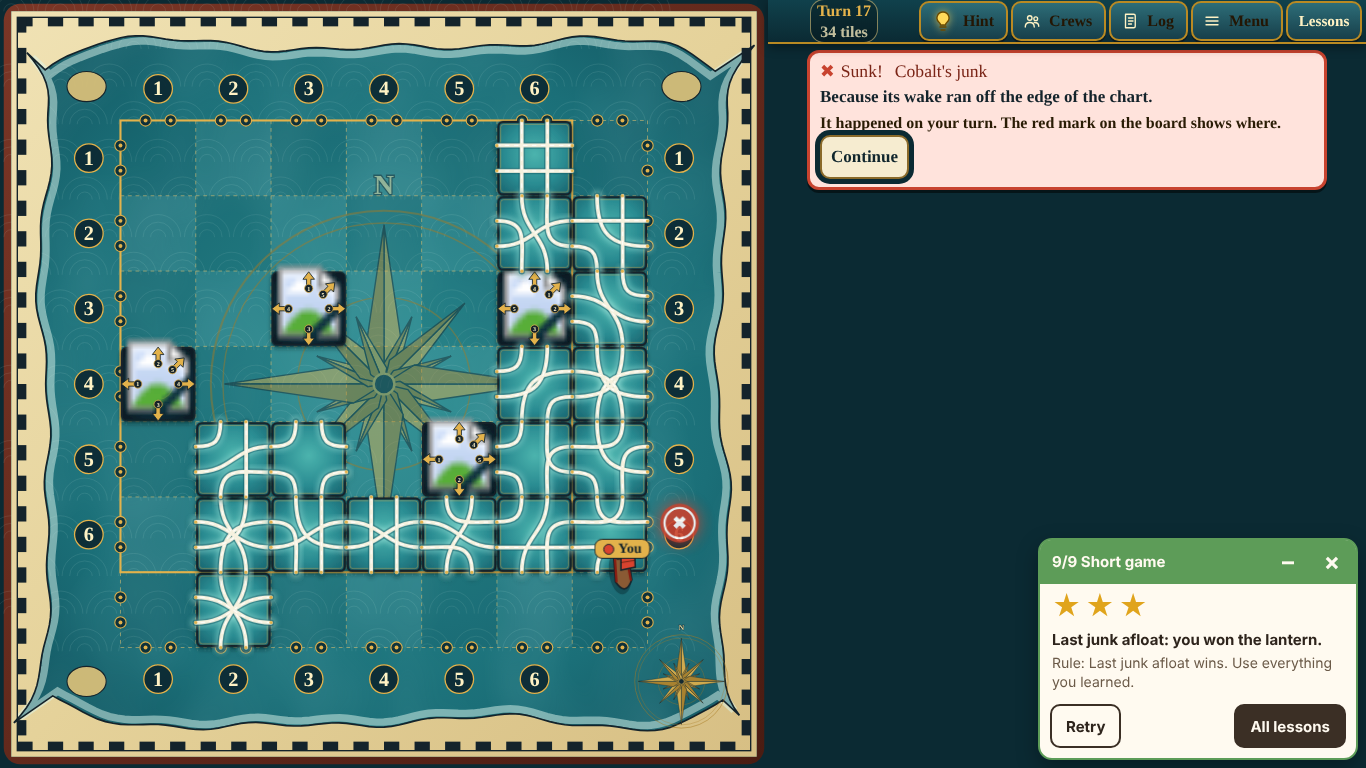 Turn 17
34 tiles
Hint
Crews
Log
Menu
Lessons
✖ Sunk! Cobalt's junk
Because its wake ran off the edge of the chart.
It happened on your turn. The red mark on the board shows where.
Continue
1 2 3 4 5 6
1 1
N
2 2
3 3
4 4
5 5
6
You
1 2 3 4 5 6
N
9/9 Short game
Last junk afloat: you won the lantern.
Rule: Last junk afloat wins. Use everything
you learned.
Retry
All lessons